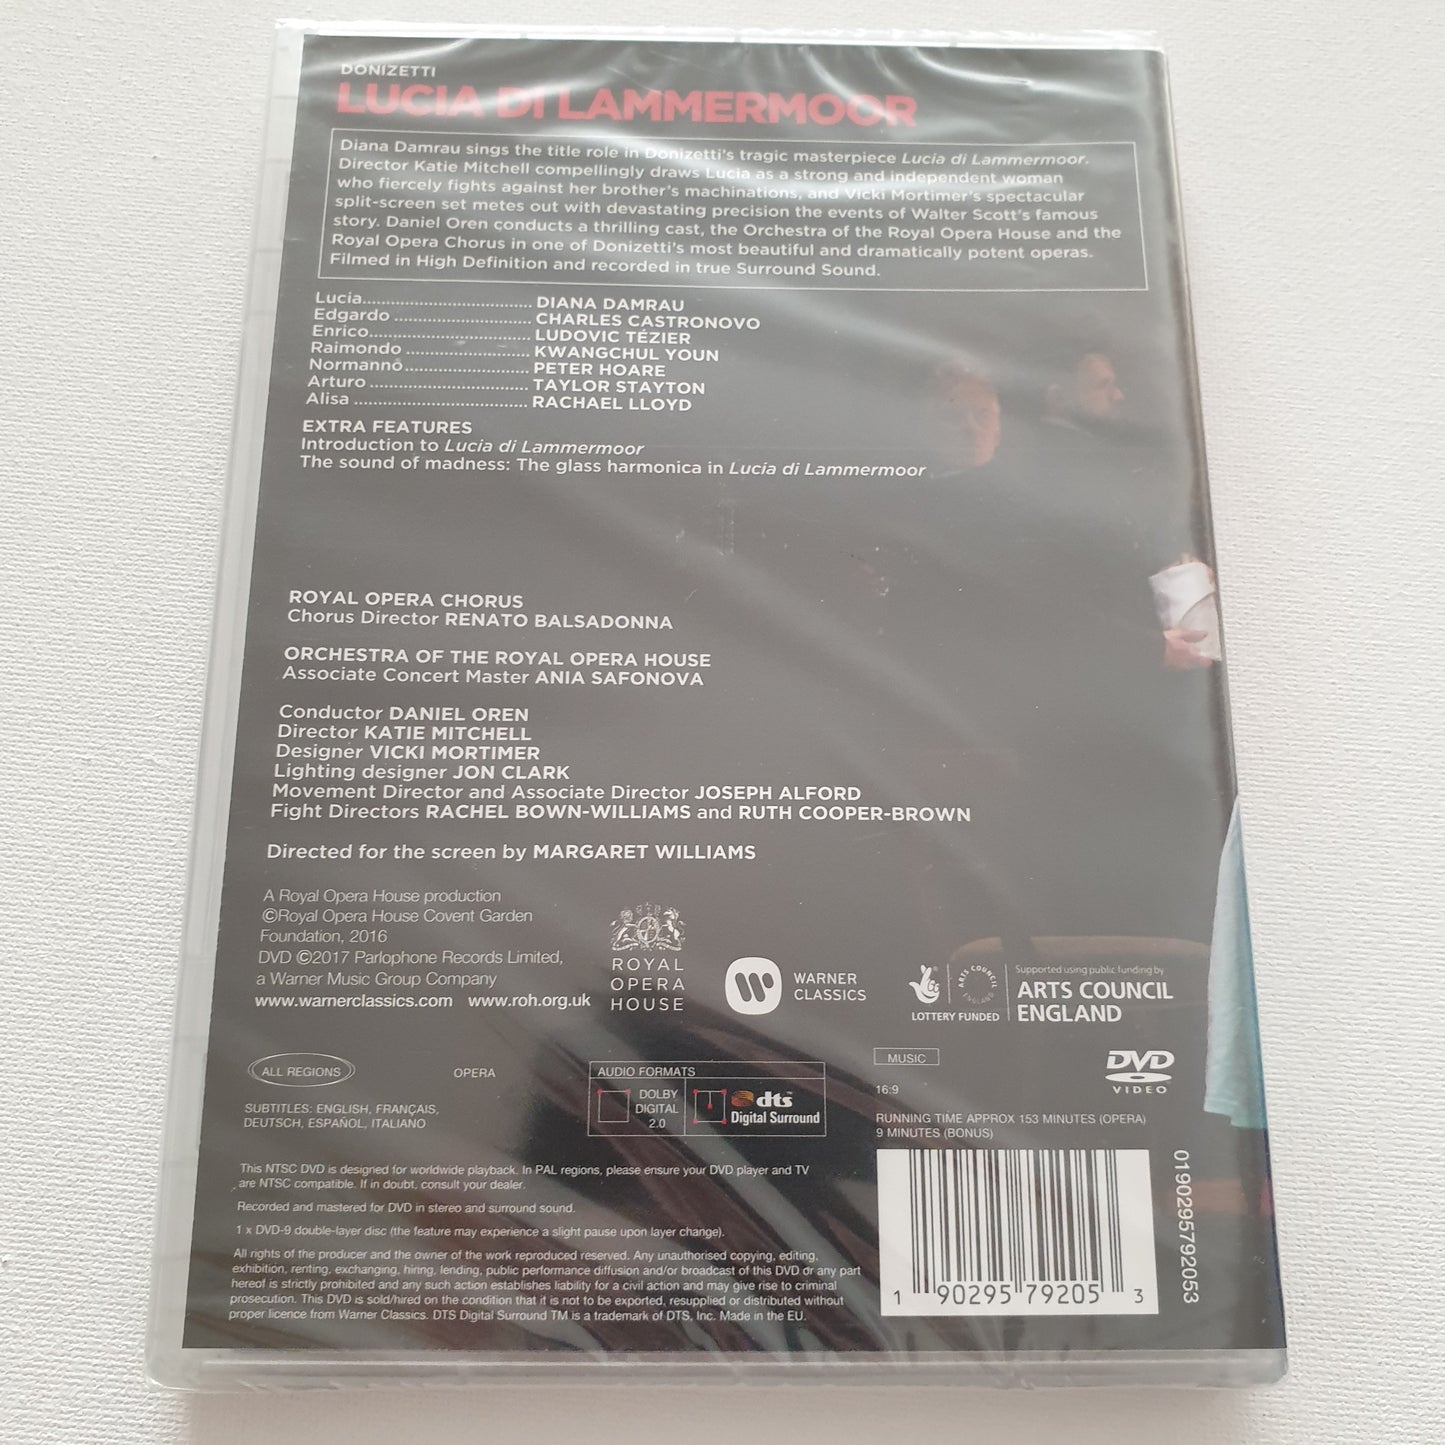 DONIZETTI
LUCIA DI LAMMERMOOR
Diana Damrau sings the title role in Donizetti's tragic masterpiece Lucia di Lammermoor.
Director Katie Mitchell compellingly draws Lucia as a strong and independent woman
who fiercely fights against her brother's machinations, and Vicki Mortimer's spectacular
split-screen set metes out with devastating precision the events of Walter Scott's famous
story. Daniel Oren conducts a thrilling cast, the Orchestra of the Royal Opera House and the
Royal Opera Chorus in one of Donizetti's most beautiful and dramatically potent operas.
Filmed in High Definition and recorded in true Surround Sound.
Lucia................................ DIANA DAMRAU
Edgardo .......................... CHARLES CASTRONOVO
Enrico............................... LUDOVIC TÉZIER
Raimondo ....................... KWANGCHUL YOUN
Normanno....................... PETER HOARE
Arturo .............................. TAYLOR STAYTON
Alisa ................................. RACHAEL LLOYD
EXTRA FEATURES
Introduction to Lucia di Lammermoor
The sound of madness: The glass harmonica in Lucia di Lammermoor
ROYAL OPERA CHORUS
Chorus Director RENATO BALSADONNA
ORCHESTRA OF THE ROYAL OPERA HOUSE
Associate Concert Master ANIA SAFONOVA
Conductor DANIEL OREN
Director KATIE MITCHELL
Designer VICKI MORTIMER
Lighting designer JON CLARK
Movement Director and Associate Director JOSEPH ALFORD
Fight Directors RACHEL BOWN-WILLIAMS and RUTH COOPER-BROWN
Directed for the screen by MARGARET WILLIAMS
A Royal Opera House production
©Royal Opera House Covent Garden
Foundation, 2016
DVD ©2017 Parlophone Records Limited,
a Warner Music Group Company
www.warnerclassics.com www.roh.org.uk
ROYAL
OPERA
HOUSE
WARNER
CLASSICS
ARTS COUNCIL
ENGLAND
LOTTERY FUNDED
Supported using public funding by
ARTS COUNCIL
ENGLAND
ALL REGIONS
OPERA
SUBTITLES: ENGLISH, FRANÇAIS,
DEUTSCH, ESPAÑOL, ITALIANO
AUDIO FORMATS
DOLBY
DIGITAL
2.0
dts
Digital Surround
MUSIC
16:9
DVD
VIDEO
RUNNING TIME APPROX 153 MINUTES (OPERA)
9 MINUTES (BONUS)
This NTSC DVD is designed for worldwide playback. In PAL regions, please ensure your DVD player and TV
are NTSC compatible. If in doubt, consult your dealer.
Recorded and mastered for DVD in stereo and surround sound.
1 x DVD-9 double-layer disc (the feature may experience a slight pause upon layer change).
All rights of the producer and the owner of the work reproduced reserved. Any unauthorised copying, editing,
exhibition, renting, exchanging, hiring, lending, public performance diffusion and/or broadcast of this DVD or any part
hereof is strictly prohibited and any such action establishes liability for a civil action and may give rise to criminal
prosecution. This DVD is sold/hired on the condition that it is not to be exported, resupplied or distributed without
proper licence from Warner Classics. DTS Digital Surround TM is a trademark of DTS, Inc. Made in the EU.
1 90295 79205 3
0190295792053